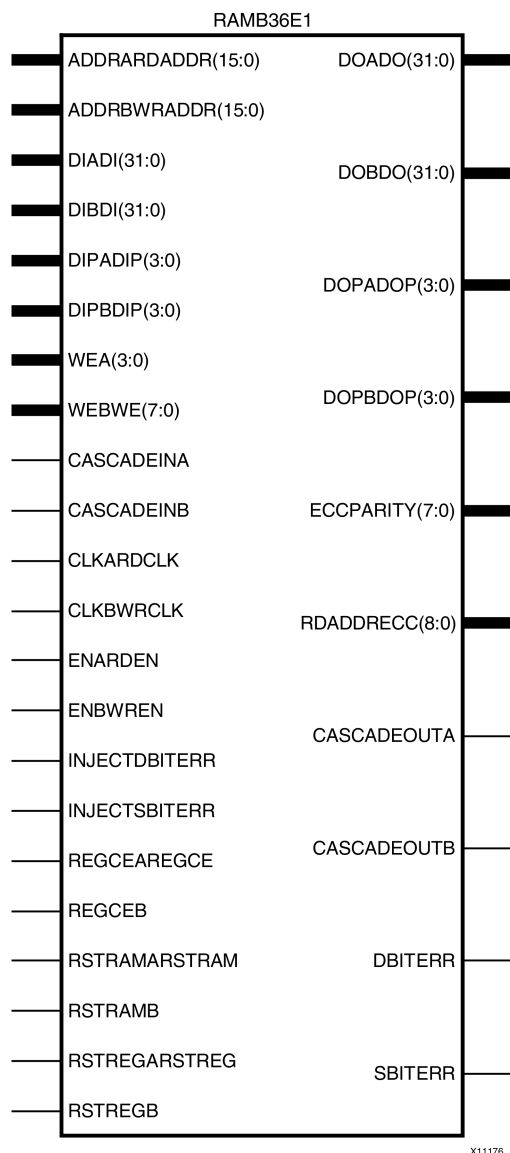 RAMB36E1
ADDRARDADDR(15:0)
ADDRBWRADDR(15:0)
DIADI(31:0)
DIBDI(31:0)
DIPADIP(3:0)
DIPBDIP(3:0)
WEA(3:0)
WEBWE(7:0)
CASCADEINA
CASCADEINB
CLKARDCLK
CLKBWRCLK
ENARDEN
ENBWREN
INJECTDBITERR
INJECTSBITERR
REGCEAREGCE
REGCEB
RSTRAMARSTRAM
RSTRAMB
RSTREGARSTREG
RSTREGB
DOADO(31:0)
DOBDO(31:0)
DOPADOP(3:0)
DOPBDOP(3:0)
ECCPARITY(7:0)
RDADDRECC(8:0)
CASCADEOUTA
CASCADEOUTB
DBITERR
SBITERR
X11176